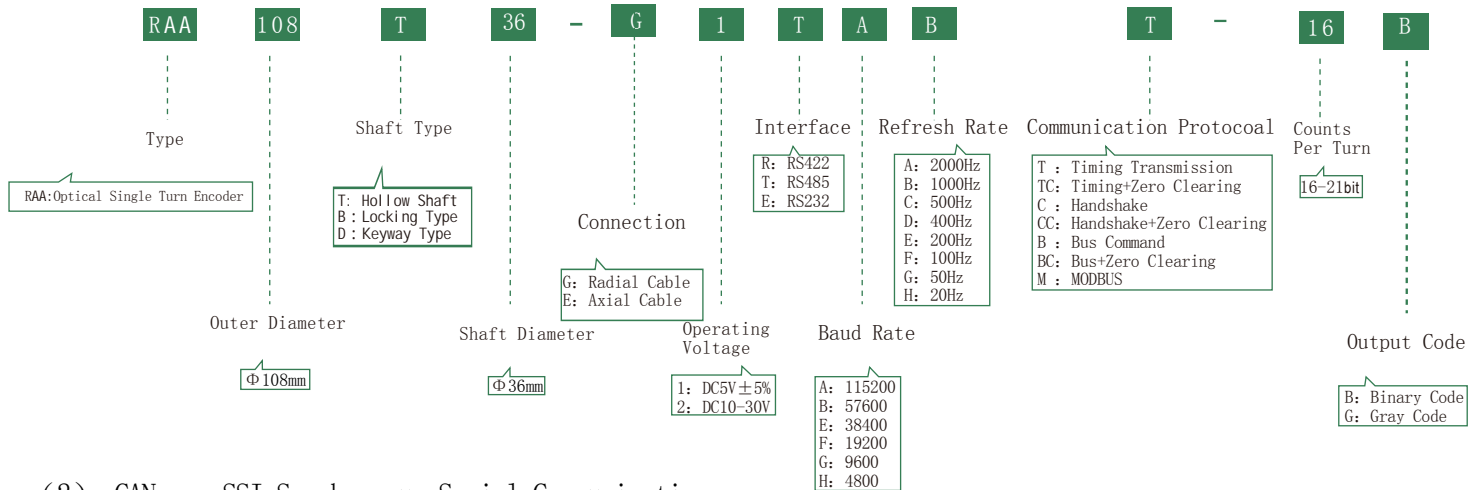 RAA 108 T 36 - G 1 T A B T - 16 B
Type
RAA:Optical Single Turn Encoder
Outer Diameter
Φ108mm
Shaft Type
T: Hollow Shaft
B: Locking Type
D: Keyway Type
Shaft Diameter
Φ36mm
Connection
G: Radial Cable
E: Axial Cable
Operating
Voltage
1: DC5V±5%
2: DC10-30V
Interface
R: RS422
T: RS485
E: RS232
Baud Rate
A: 115200
B: 57600
E: 38400
F: 19200
G: 9600
H: 4800
Refresh Rate
A: 2000Hz
B: 1000Hz
C: 500Hz
D: 400Hz
E: 200Hz
F: 100Hz
G: 50Hz
H: 20Hz
Communication Protocoal
T : Timing Transmission
TC: Timing+Zero Clearing
C : Handshake
CC: Handshake+Zero Clearing
B : Bus Command
BC: Bus+Zero Clearing
M : MODBUS
Counts
Per Turn
16-21bit
Output Code
B: Binary Code
G: Gray Code